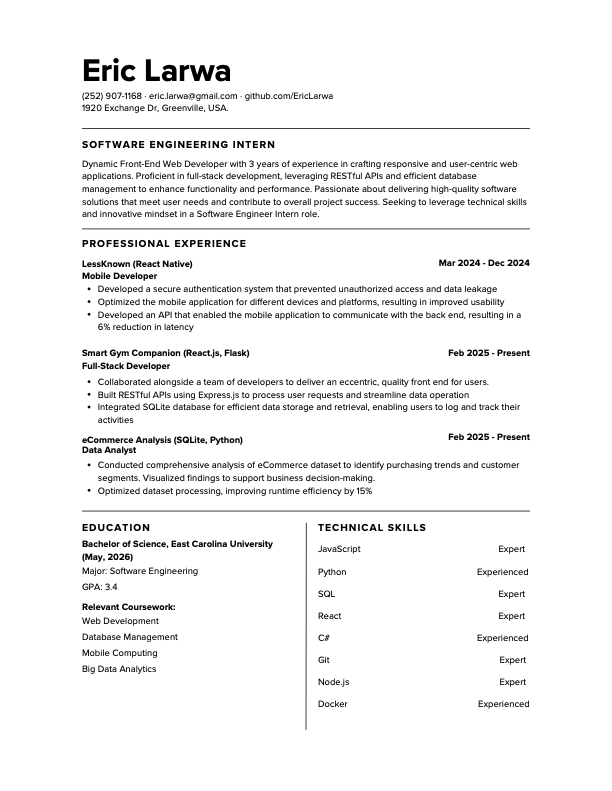 Eric Larwa
(252) 907-1168 · eric.larwa@gmail.com · github.com/EricLarwa
1920 Exchange Dr, Greenville, USA.
SOFTWARE ENGINEERING INTERN
Dynamic Front-End Web Developer with 3 years of experience in crafting responsive and user-centric web
applications. Proficient in full-stack development, leveraging RESTful APIs and efficient database
management to enhance functionality and performance. Passionate about delivering high-quality software
solutions that meet user needs and contribute to overall project success. Seeking to leverage technical skills
and innovative mindset in a Software Engineer Intern role.
PROFESSIONAL EXPERIENCE
LessKnown (React Native) Mar 2024 - Dec 2024
Mobile Developer
• Developed a secure authentication system that prevented unauthorized access and data leakage
• Optimized the mobile application for different devices and platforms, resulting in improved usability
• Developed an API that enabled the mobile application to communicate with the back end, resulting in a
6% reduction in latency
Smart Gym Companion (React.js, Flask) Feb 2025 - Present
Full-Stack Developer
• Collaborated alongside a team of developers to deliver an eccentric, quality front end for users.
• Built RESTful APIs using Express.js to process user requests and streamline data operation
• Integrated SQLite database for efficient data storage and retrieval, enabling users to log and track their
activities
eCommerce Analysis (SQLite, Python) Feb 2025 - Present
Data Analyst
• Conducted comprehensive analysis of eCommerce dataset to identify purchasing trends and customer
segments. Visualized findings to support business decision-making.
• Optimized dataset processing, improving runtime efficiency by 15%
EDUCATION
Bachelor of Science, East Carolina University
(May, 2026)
Major: Software Engineering
GPA: 3.4
Relevant Coursework:
Web Development
Database Management
Mobile Computing
Big Data Analytics
TECHNICAL SKILLS
JavaScript Expert
Python Experienced
SQL Expert
React Expert
C# Experienced
Git Expert
Node.js Expert
Docker Experienced